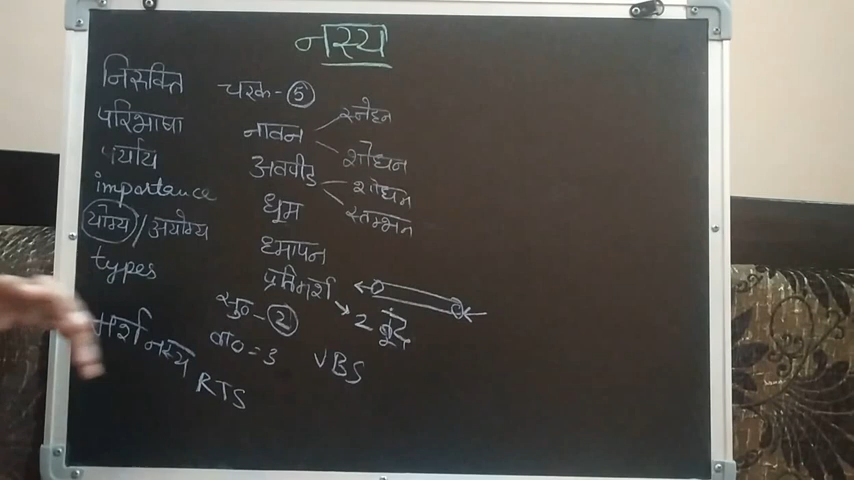 नस्य
निरुक्ति
परिभाषा
पर्याय
importance
योग्य/अयोग्य
types
मर्श नस्य
RTS
चरक - 5
नावन
स्नेहन
शोधन
अवपीड
शोधन
स्तम्भन
धूम
ध्मापन
प्रतिमर्श
2 बूंदे
सु० - 2
वा० = 3
VBS